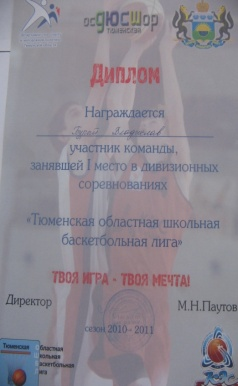 осДЮСШОР
ТЮМЕНСКАЯ
ДИПЛОМ
Награждается
участник команды,
занявшей I место в дивизионных
соревнованиях
«Тюменская областная школьная
баскетбольная лига»
ТВОЯ ИГРА - ТВОЯ МЕЧТА!
Директор М.Н.Паутов
сезон 2010-2011
Тюменская
областная
школьная
баскетбольная
лига